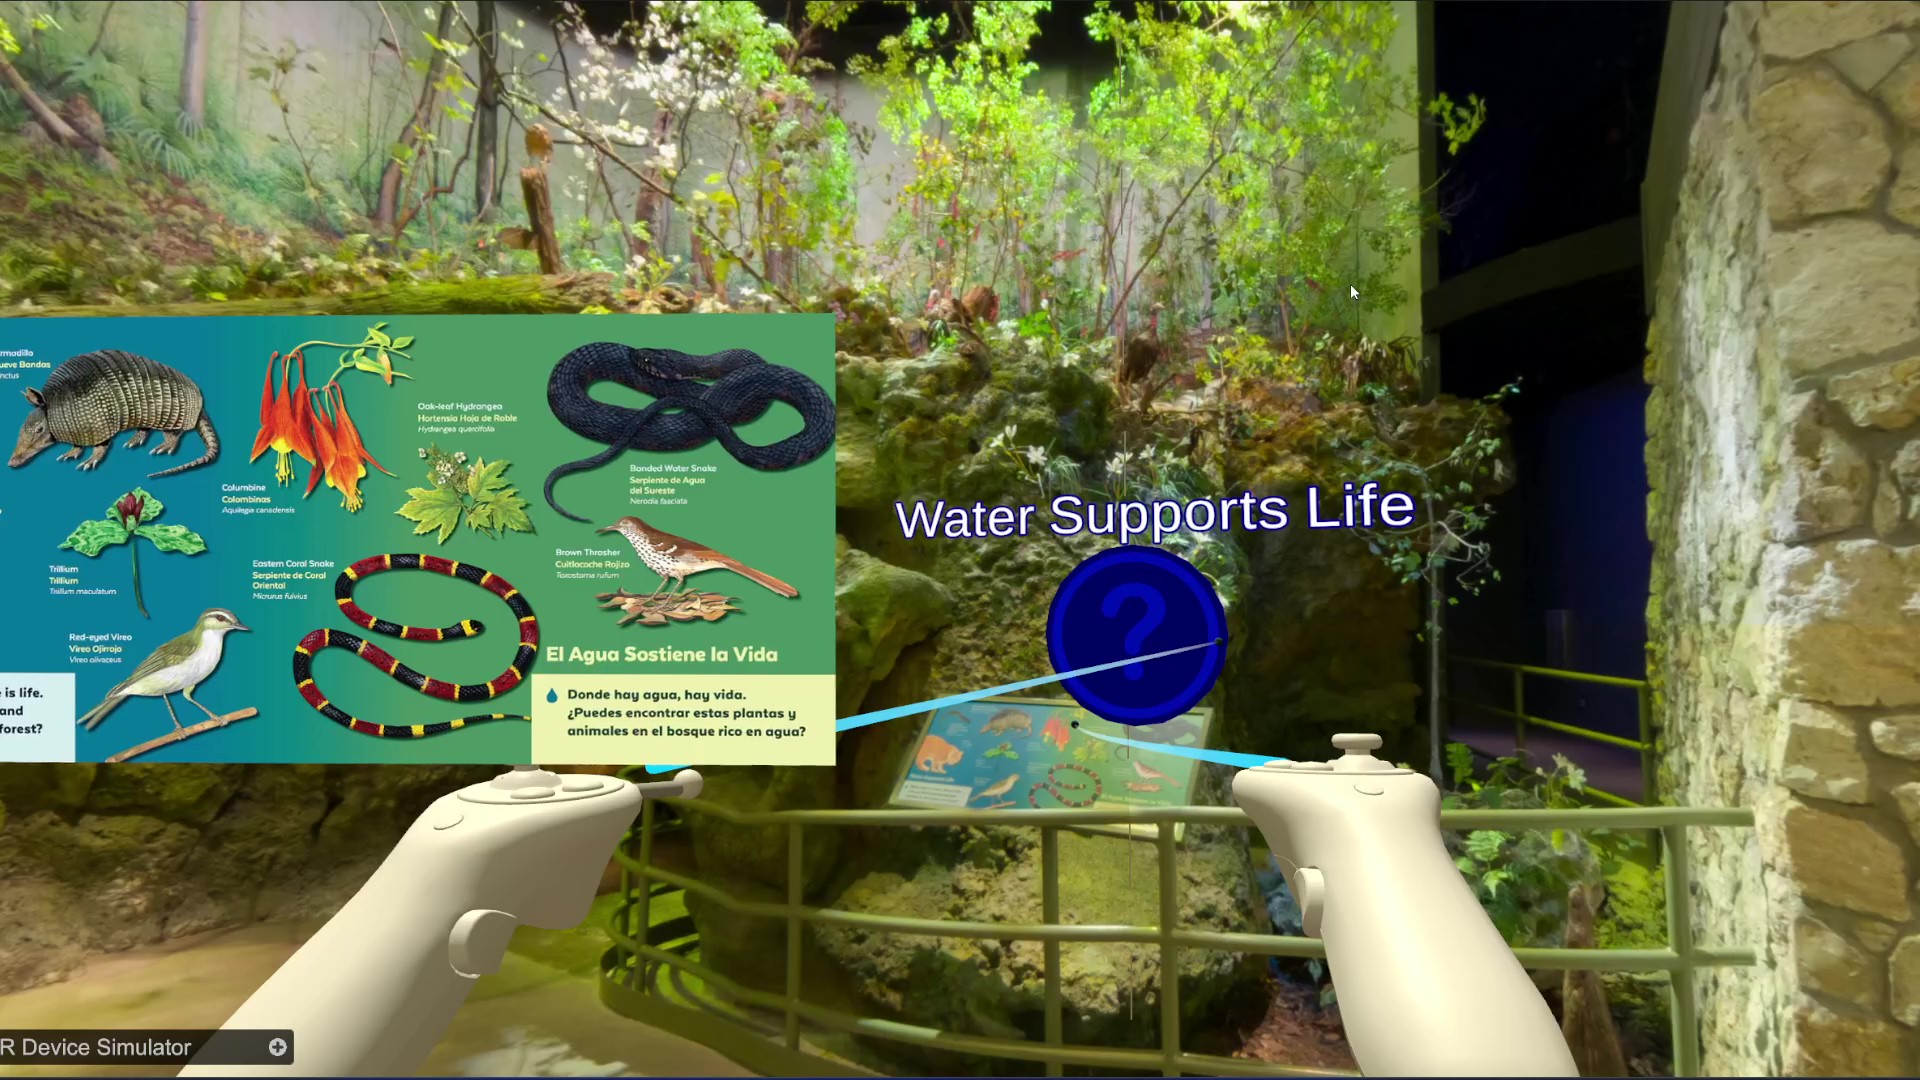 rmadillo
ueve Bandas
nctus
Columbine
Colombinas
Aquilegia canadensis
Oak-leaf Hydrangea
Hortensia Hoja de Roble
Hydrangea quercifolia
Banded Water Snake
Serpiente de Agua
del Sureste
Nerodia fasciata
Trillium
Trillium
Trillium maculatum
Eastern Coral Snake
Serpiente de Coral
Oriental
Micrurus fulvius
Brown Thrasher
Cuitlacoche Rojizo
Toxostoma rufum
Red-eyed Vireo
Vireo Ojirrojo
Vireo olivaceus
e is life.
and
forest?
El Agua Sostiene la Vida
Donde hay agua, hay vida.
¿Puedes encontrar estas plantas y
animales en el bosque rico en agua?
Water Supports Life
?
R Device Simulator